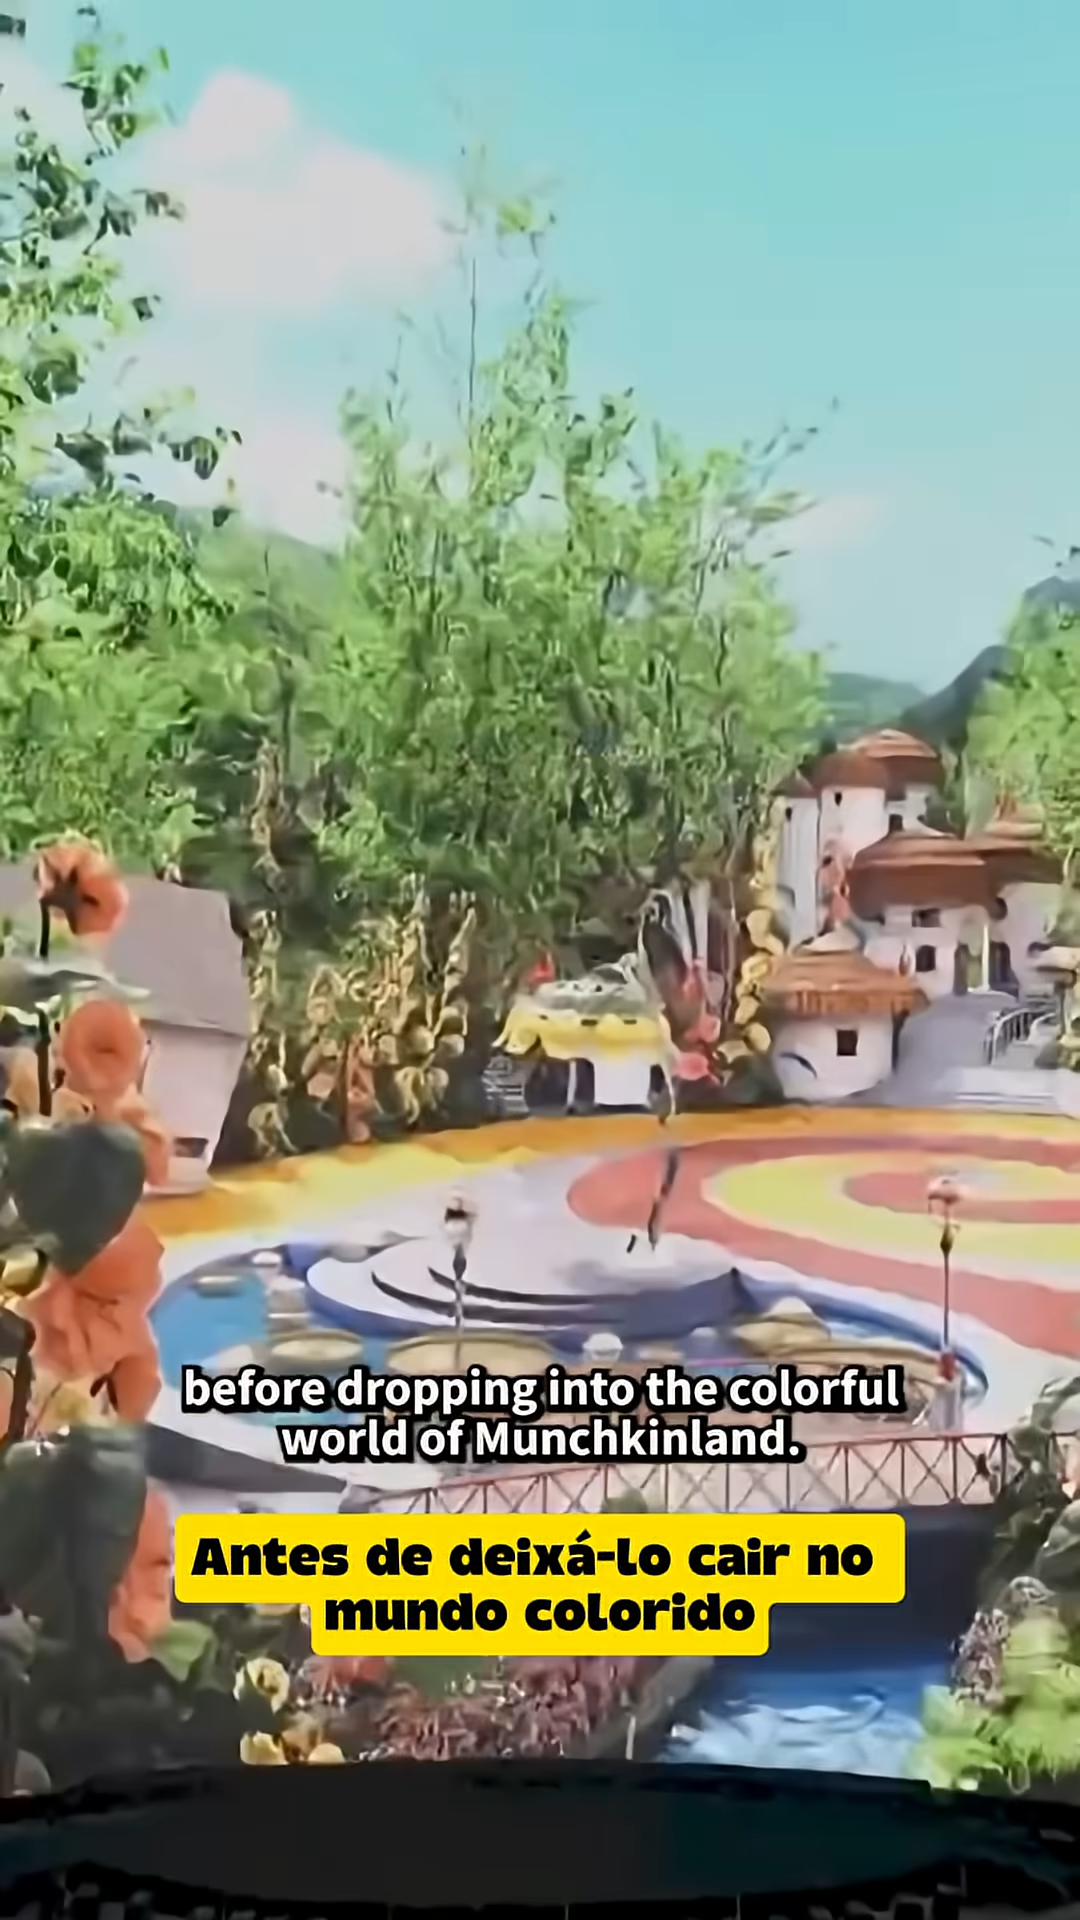 before dropping into the colorful
world of Munchkinland.
Antes de deixá-lo cair no
mundo colorido